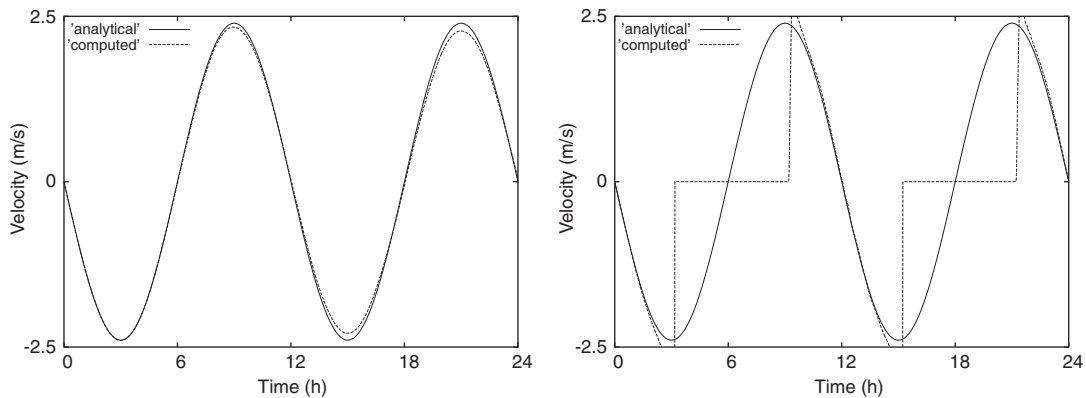 2.5
'analytical'
'computed'
Velocity (m/s)
0
-2.5
0
6
12
18
24
Time (h)
2.5
'analytical'
'computed'
Velocity (m/s)
0
-2.5
0
6
12
18
24
Time (h)